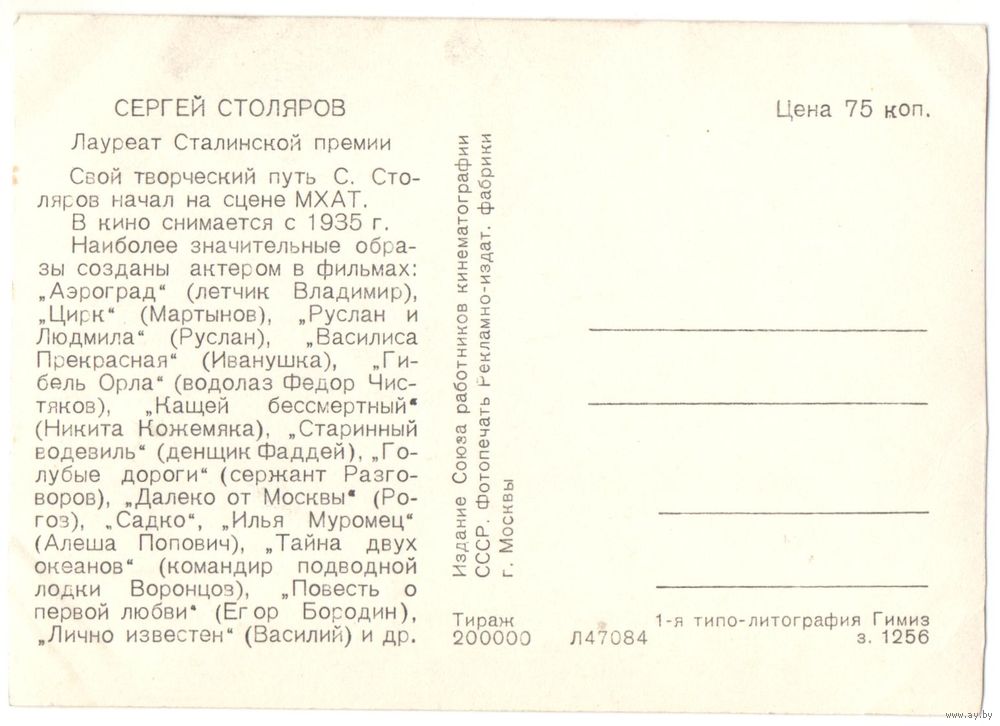 СЕРГЕЙ СТОЛЯРОВ
Лауреат Сталинской премии
Свой творческий путь С. Сто-
ляров начал на сцене МХАТ.
В кино снимается с 1935 г.
Наиболее значительные обра-
зы созданы актером в фильмах:
„Аэроград“ (летчик Владимир),
„Цирк“ (Мартынов), „Руслан и
Людмила“ (Руслан), „Василиса
Прекрасная“ (Иванушка), „Ги-
бель Орла“ (водолаз Федор Чис-
тяков), „Кащей бессмертный“
(Никита Кожемяка), „Старинный
водевиль“ (денщик Фаддей), „Го-
лубые дороги“ (сержант Разго-
воров), „Далеко от Москвы“ (Ро-
гоз), „Садко“, „Илья Муромец“
(Алеша Попович), „Тайна двух
океанов“ (командир подводной
лодки Воронцов), „Повесть о
первой любви“ (Егор Бородин),
„Лично известен“ (Василий) и др.
Издание Союза работников кинематографии
СССР. Фотопечать Рекламно-издат. фабрики
г. Москвы
Тираж
200000
Л47084
Цена 75 коп.
1-я типо-литография Гимиз
з. 1256
www.ay.by